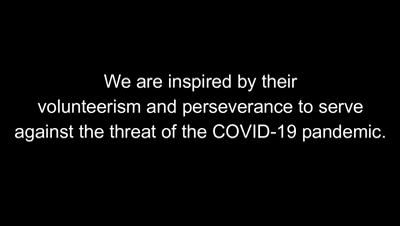 We are inspired by their
volunteerism and perseverance to serve
against the threat of the COVID-19 pandemic.